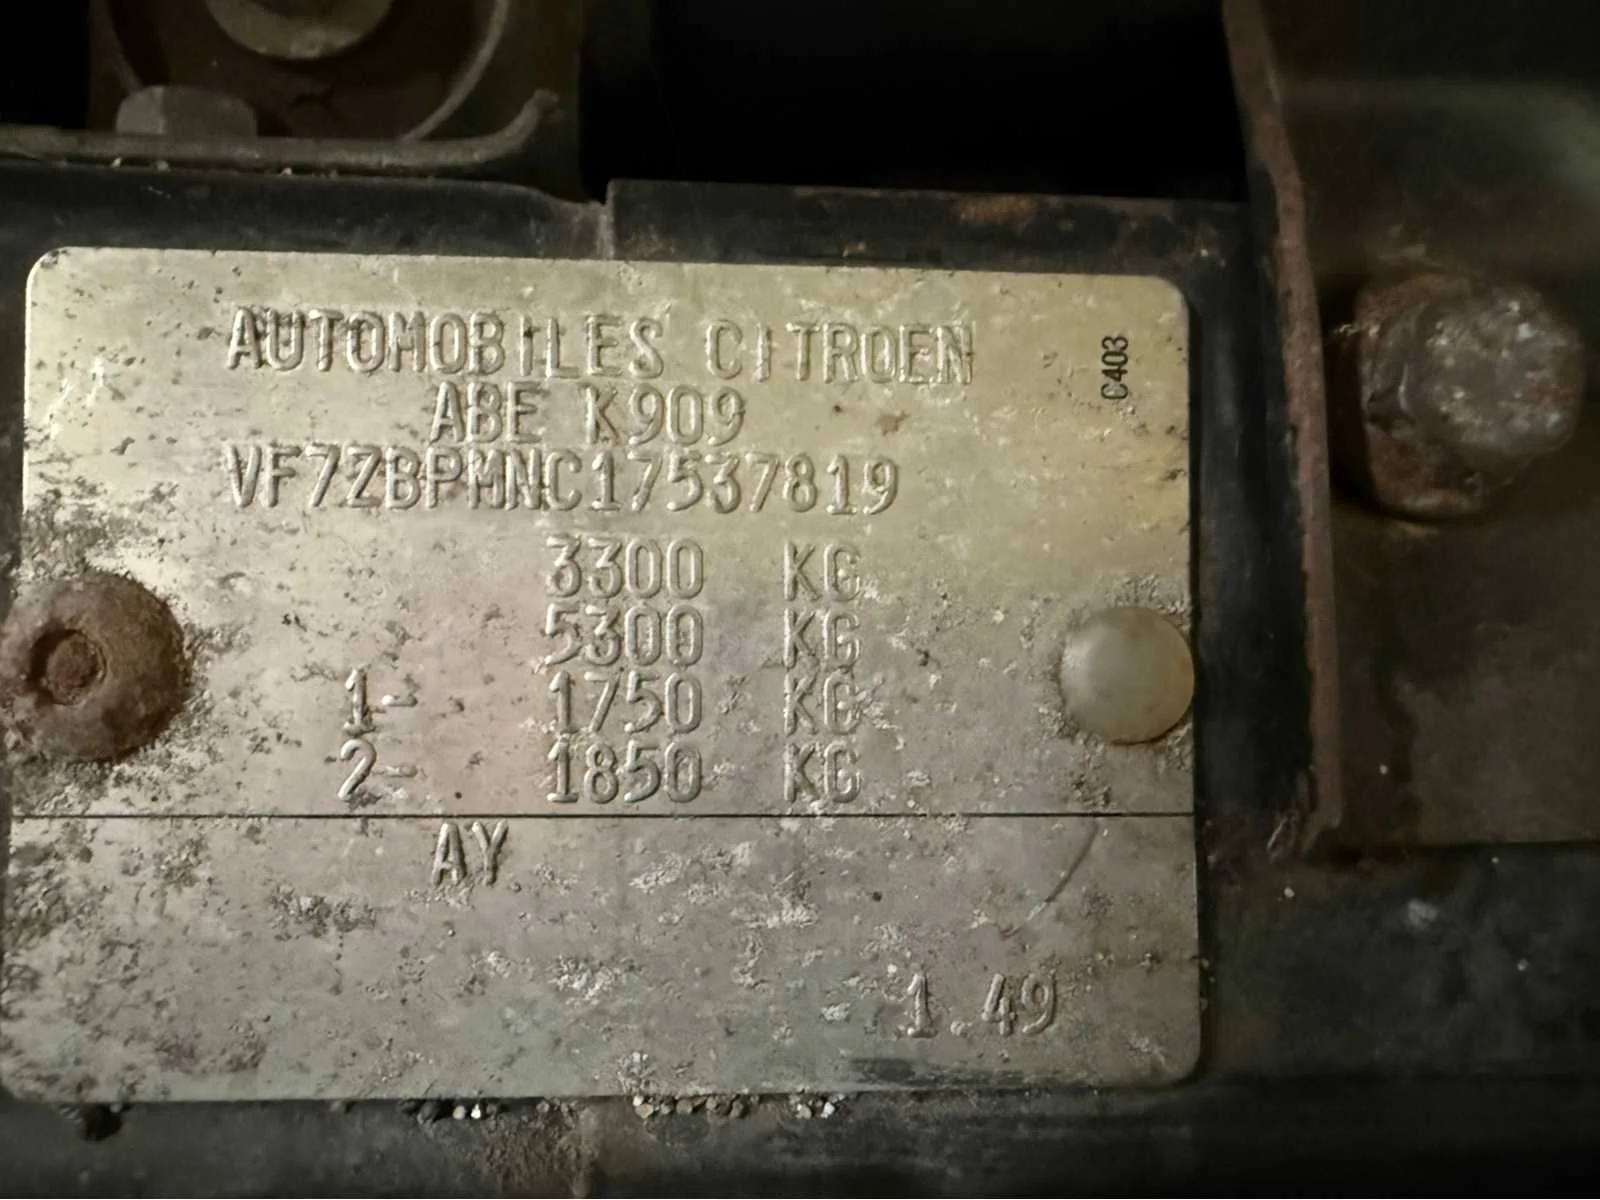 AUTOMOBILES CITROEN
C403
ABE K909
VF7ZBPMNC17537819
3300 KG
5300 KG
1- 1750 KG
2- 1850 KG
AY
1.49